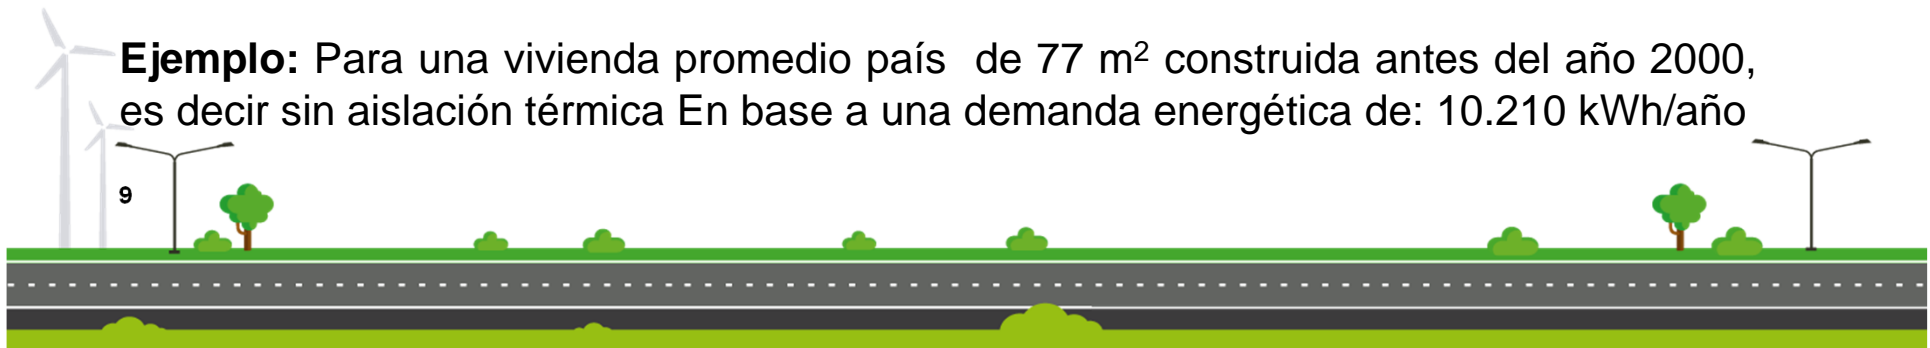 Ejemplo: Para una vivienda promedio país de 77 m² construida antes del año 2000,
es decir sin aislación térmica En base a una demanda energética de: 10.210 kWh/año
9